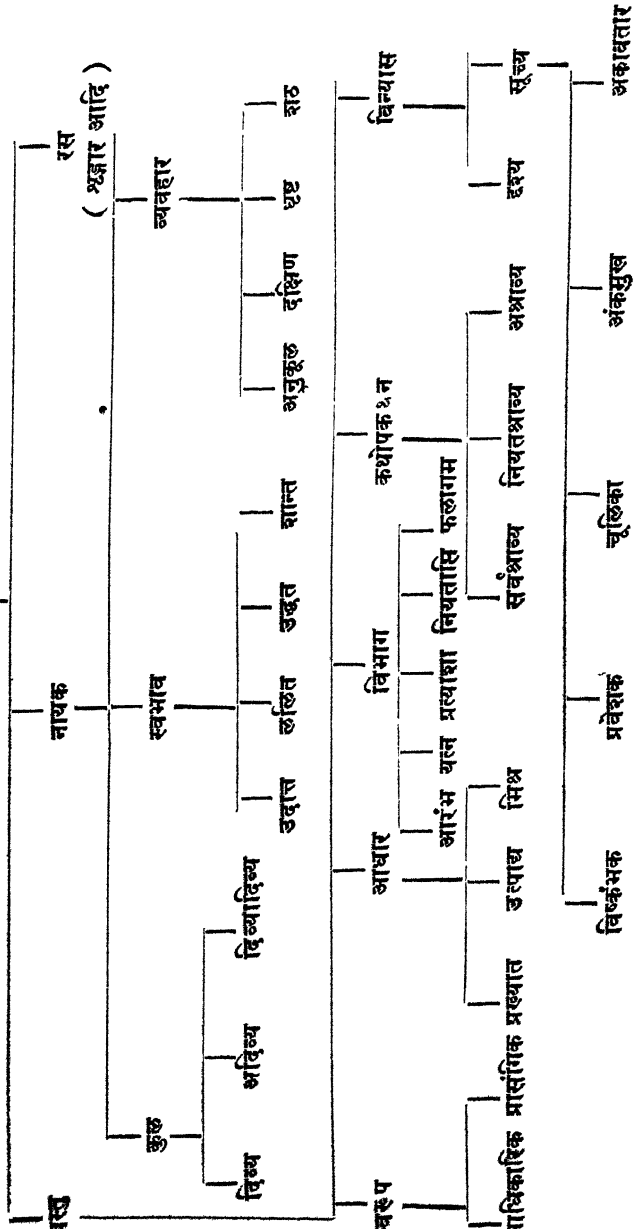 वस्तु नायक रस
( शृङ्गार आदि )
कुल स्वभाव व्यवहार
दिव्य अदिव्य दिव्यादिव्य उदात्त ललित उद्धत शान्त अनुकूल दक्षिण धृष्ट शठ
वरूप आधार विभाग कथोपकथन विन्यास
आरंभ यत्न प्रत्याशा नियताप्ति फलागम
ाधिकारिक प्रासंगिक प्रख्यात उत्पाद्य मिश्र सर्वश्राव्य नियतश्राव्य अश्राव्य दृश्य सूच्य
विष्कंभक प्रवेशक चूलिका अंकमुख अकावतार